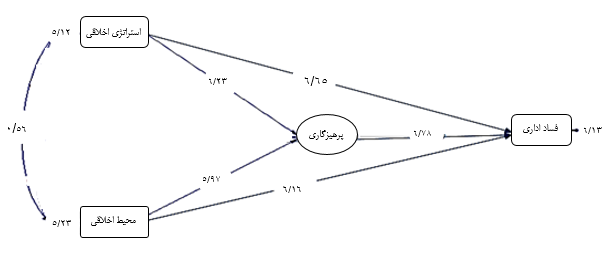 ۵/۱۲
استراتژی اخلاقی
۶/۶۵
۶/۲۳
۰/۵۶
پرهیزگاری
۶/۷۸
فساد اداری
۶/۱۳
۵/۹۷
۶/۱۶
۵/۲۳
محیط اخلاقی